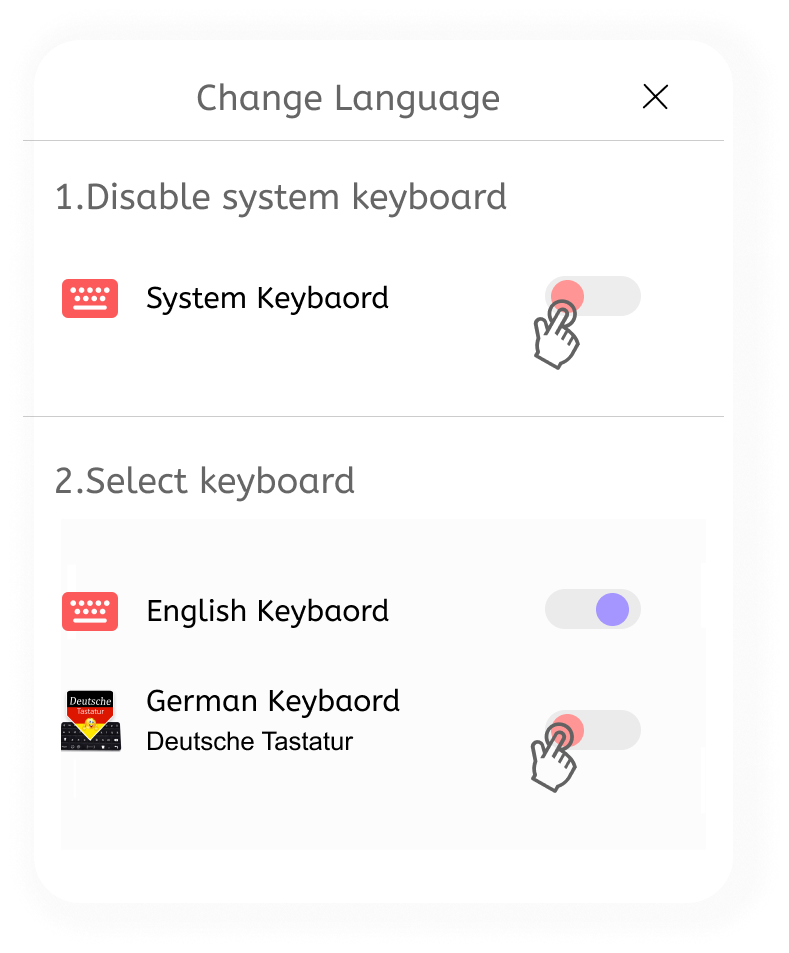 Change Language
1.Disable system keyboard
System Keybaord
2.Select keyboard
English Keybaord
Deutsche
Tastatur
German Keybaord
Deutsche Tastatur